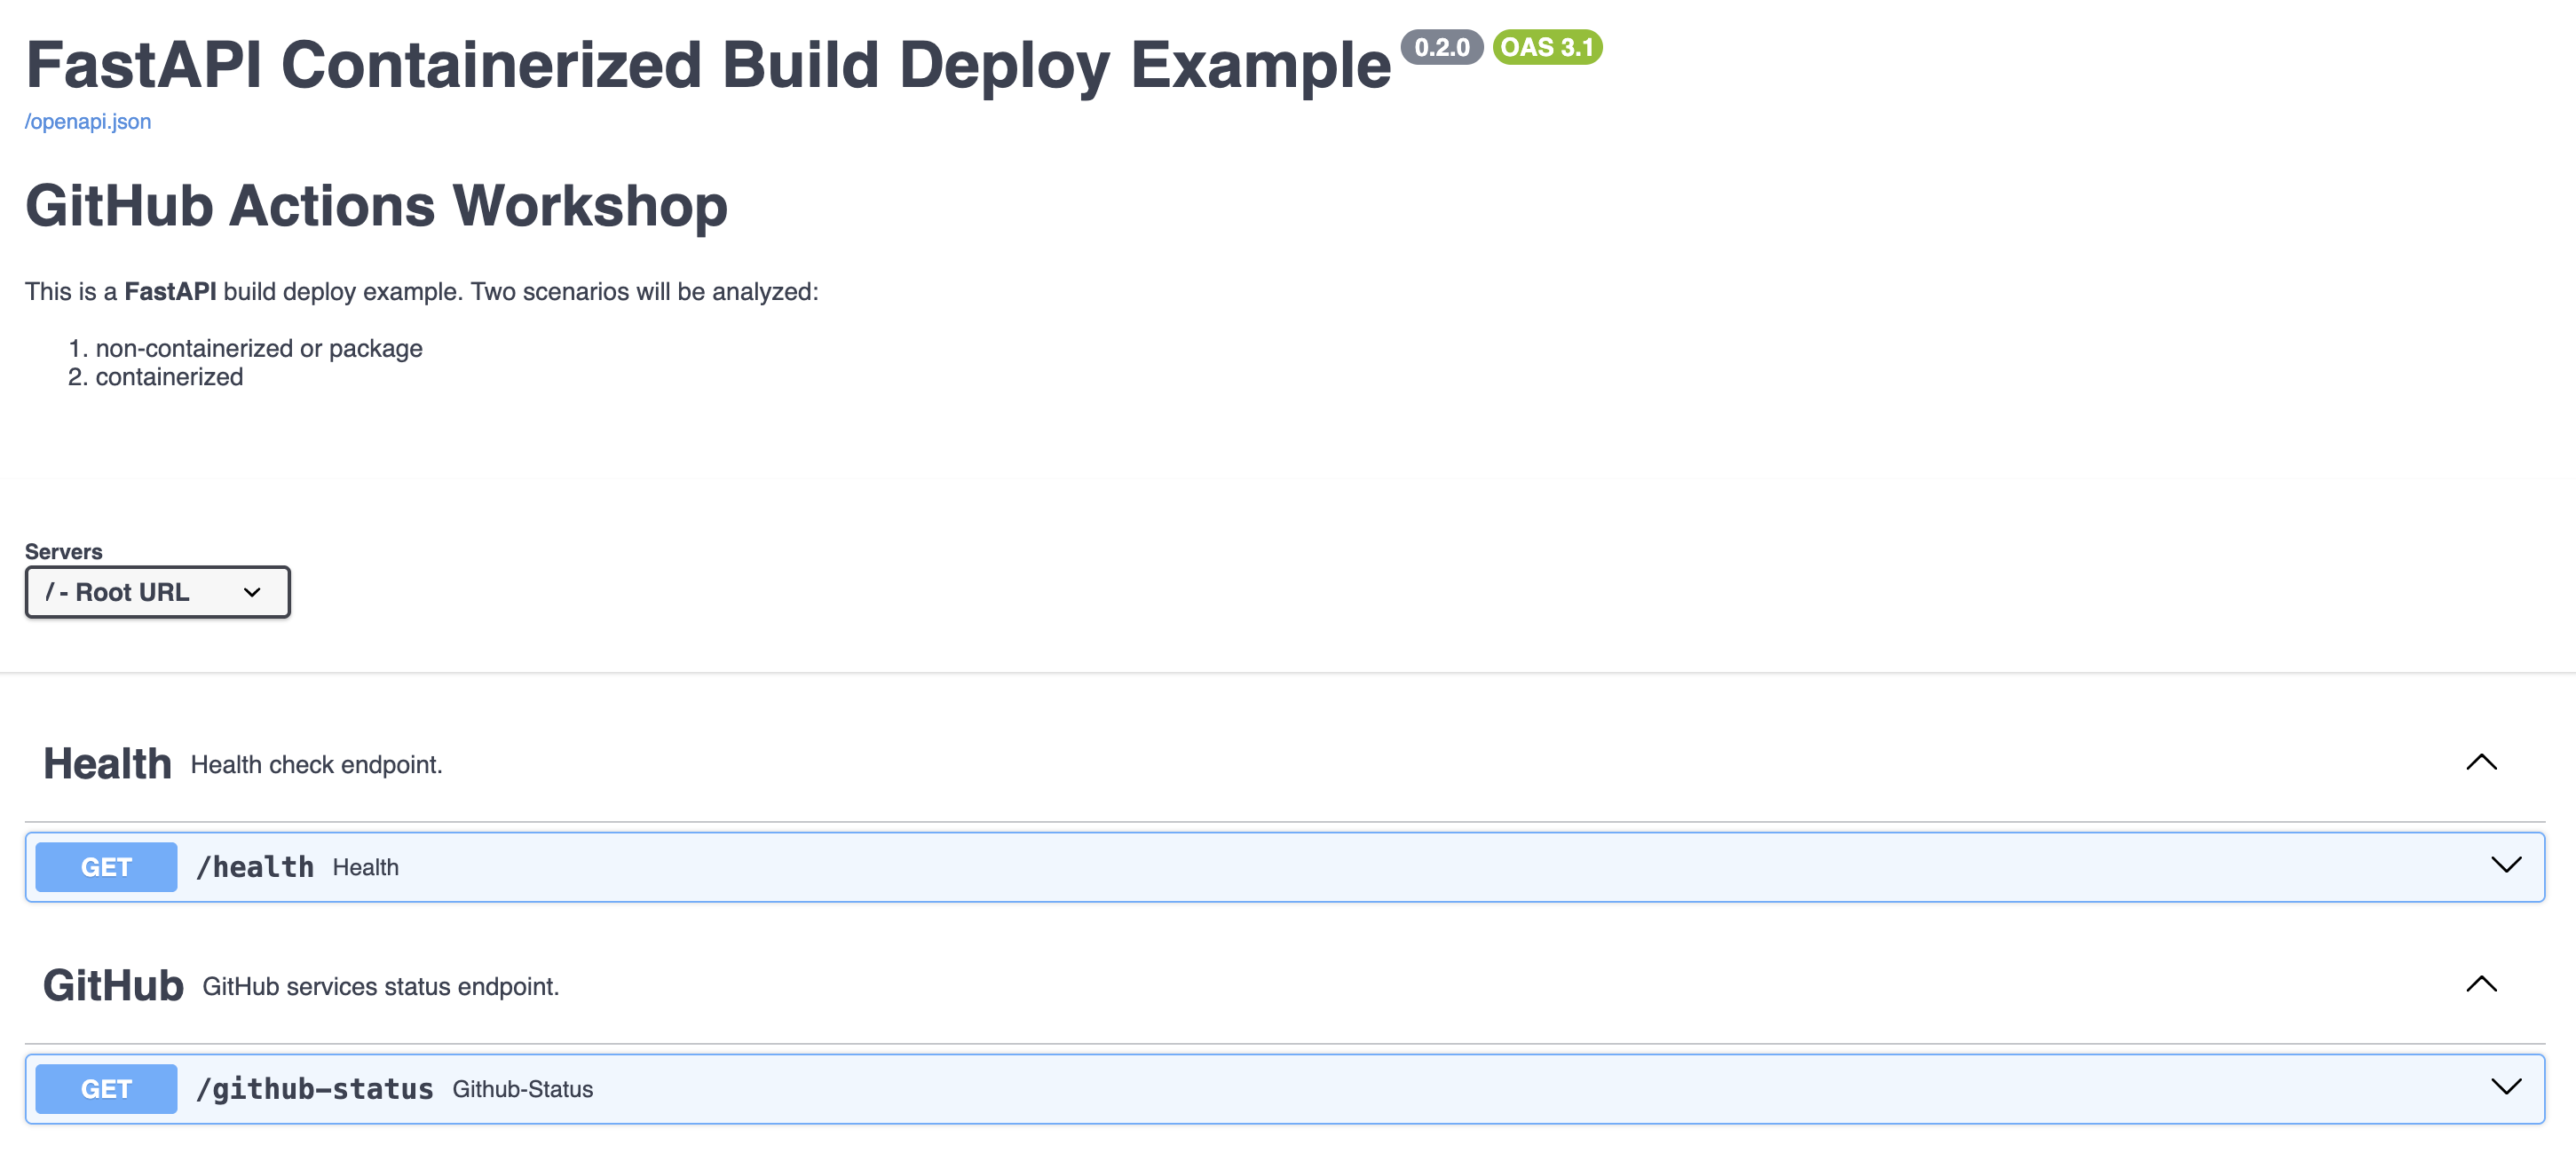 FastAPI Containerized Build Deploy Example 0.2.0 OAS 3.1
/openapi.json
GitHub Actions Workshop
This is a FastAPI build deploy example. Two scenarios will be analyzed:
1. non-containerized or package
2. containerized
Servers
/ - Root URL
Health Health check endpoint.
GET /health Health
GitHub GitHub services status endpoint.
GET /github-status Github-Status